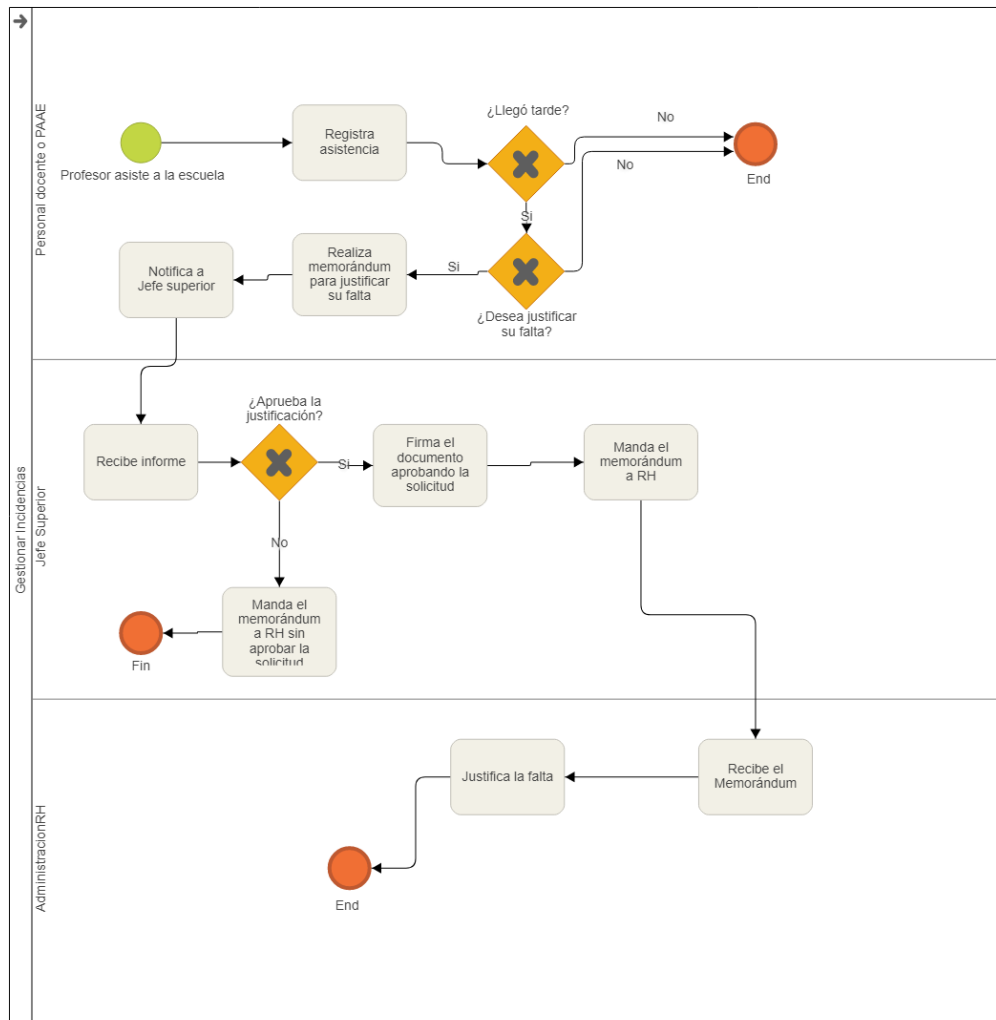 Gestionar Incidencias
Personal docente o PAAE
Profesor asiste a la escuela
Registra
asistencia
¿Llegó tarde?
No
No
End
Si
¿Desea justificar
su falta?
Si
Realiza
memorándum
para justificar
su falta
Notifica a
Jefe superior
Jefe Superior
Recibe informe
¿Aprueba la
justificación?
Si
Firma el
documento
aprobando la
solicitud
Manda el
memorándum
a RH
No
Manda el
memorándum
a RH sin
aprobar la
solicitud
Fin
AdministracionRH
Recibe el
Memorándum
Justifica la falta
End